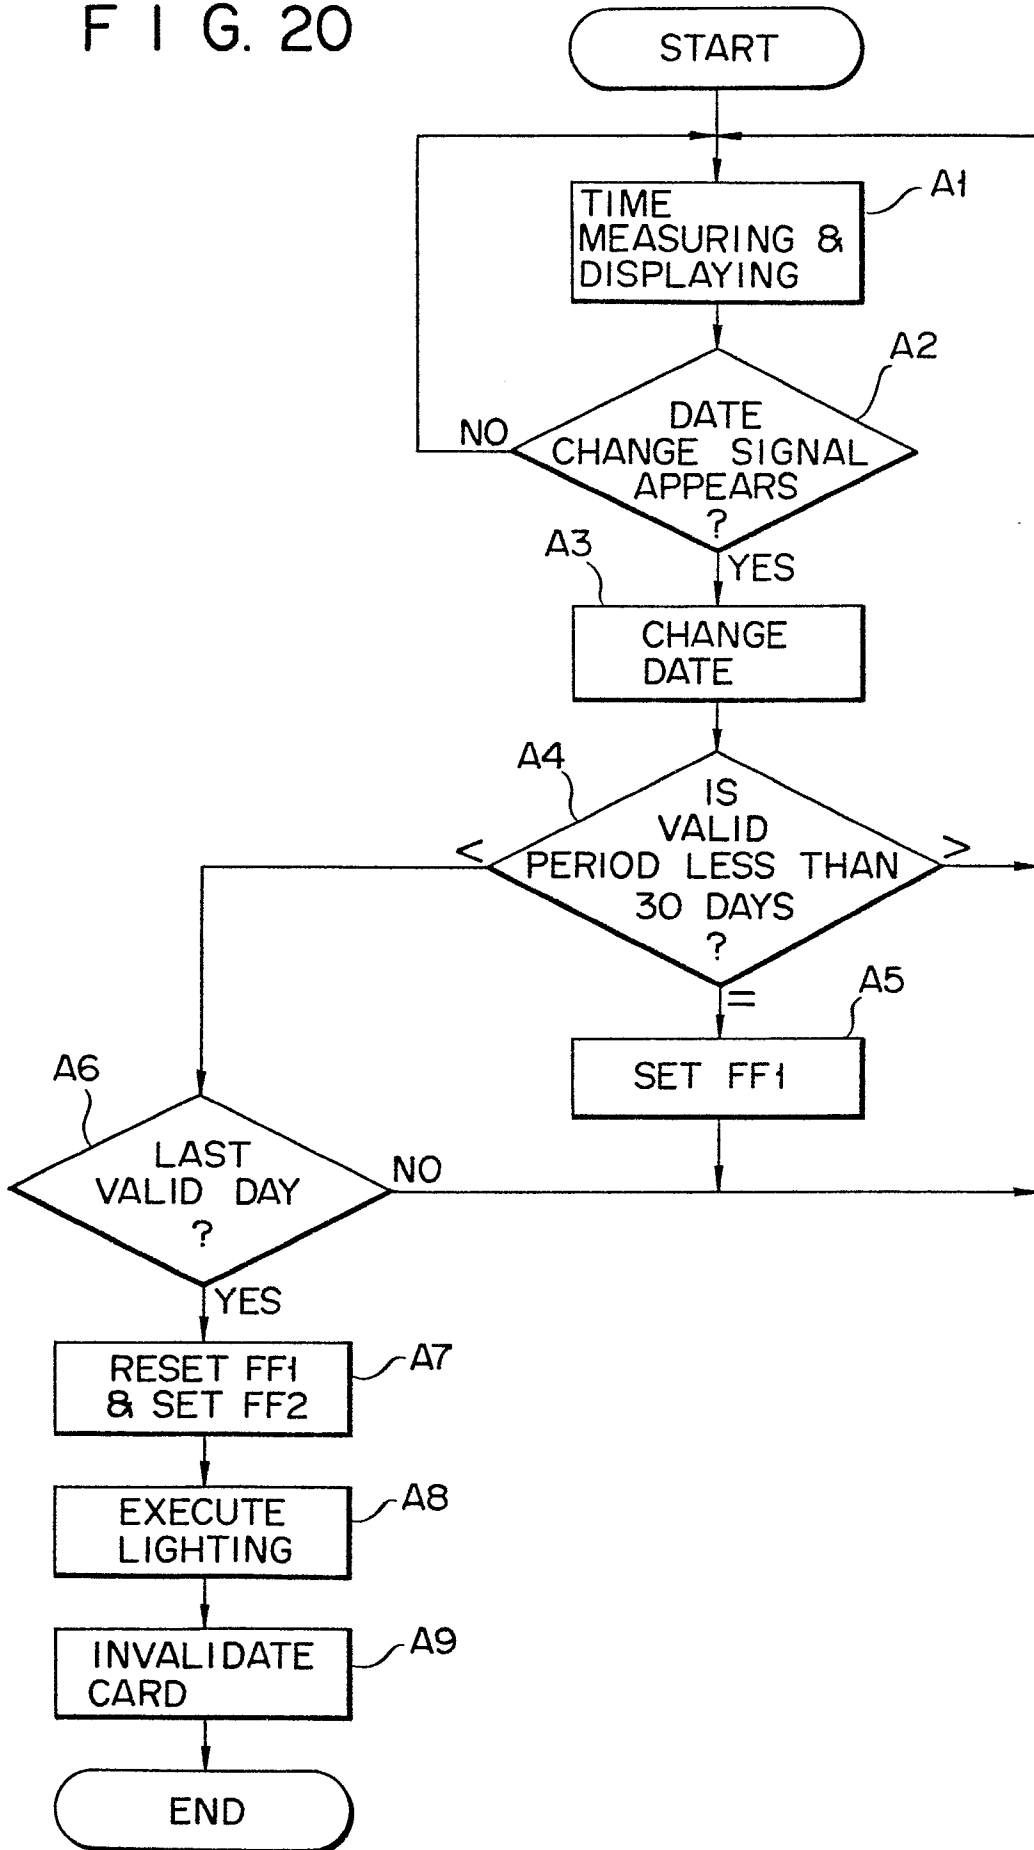 FIG. 20
START
A1
TIME
MEASURING &
DISPLAYING
A2
DATE
CHANGE SIGNAL
APPEARS
?
NO
YES
A3
CHANGE
DATE
A4
IS
VALID
PERIOD LESS THAN
30 DAYS
?
<
>
=
A5
SET FF1
A6
LAST
VALID DAY
?
NO
YES
A7
RESET FF1
& SET FF2
A8
EXECUTE
LIGHTING
A9
INVALIDATE
CARD
END